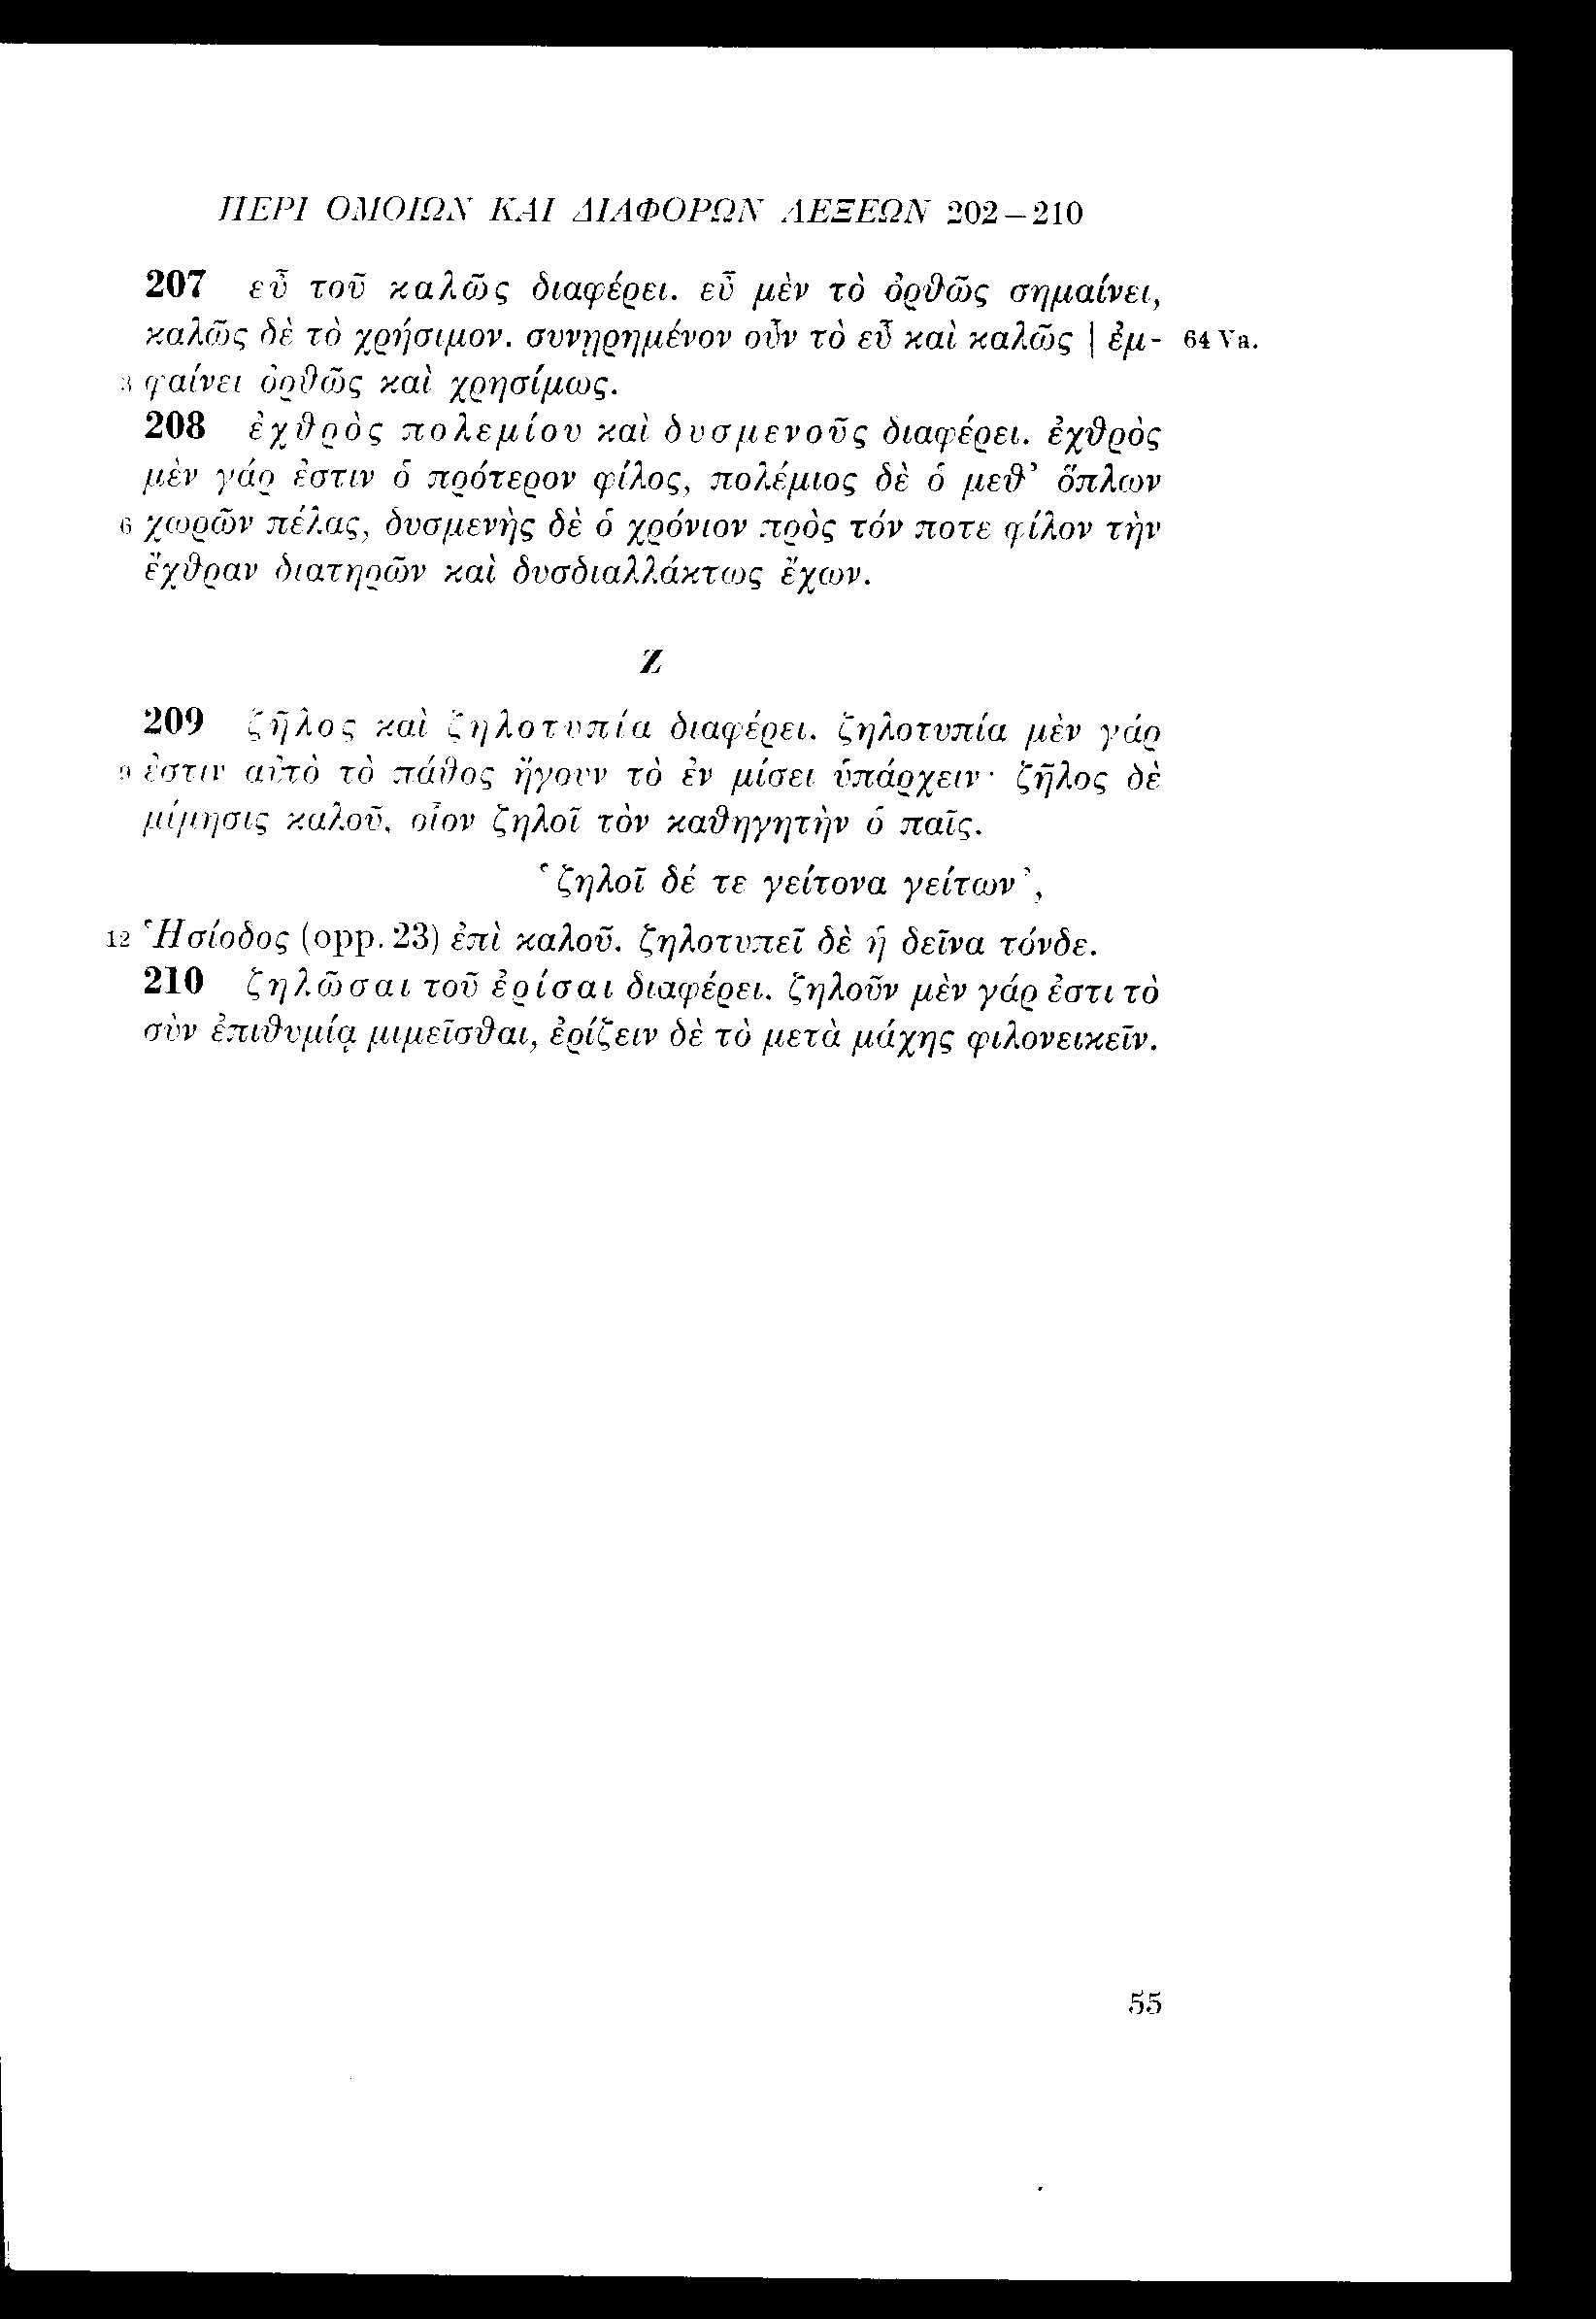 ΠΕΡΙ ΟΜΟΙΩΝ ΚΑΙ ΔΙΑΦΟΡΩΝ ΛΕΞΕΩΝ 202–210
207 εὖ τοῦ καλῶς διαφέρει. εὖ μὲν τὸ ὀρθῶς σημαίνει,
καλῶς δὲ τὸ χρήσιμον. συνῃρημένον οὖν τὸ εὖ καὶ καλῶς | ἐμ- 64 Va.
3 φαίνει ὀρθῶς καὶ χρησίμως.
208 ἐχθρὸς πολεμίου καὶ δυσμενοῦς διαφέρει. ἐχθρὸς
μὲν γάρ ἐστιν ὁ πρότερον φίλος, πολέμιος δὲ ὁ μεθ’ ὅπλων
6 χωρῶν πέλας, δυσμενὴς δὲ ὁ χρόνιον πρὸς τόν ποτε φίλον τὴν
ἔχθραν διατηρῶν καὶ δυσδιαλλάκτως ἔχων.
Ζ
209 ζῆλος καὶ ζηλοτυπία διαφέρει. ζηλοτυπία μὲν γάρ
9 ἐστιν αὐτὸ τὸ πάθος ἤγουν τὸ ἐν μίσει ὑπάρχειν· ζῆλος δὲ
μίμησις καλοῦ, οἷον ζηλοῖ τὸν καθηγητὴν ὁ παῖς.
‘ζηλοῖ δέ τε γείτονα γείτων’,
12 Ἡσίοδος (opp. 23) ἐπὶ καλοῦ. ζηλοτυπεῖ δὲ ἡ δεῖνα τόνδε.
210 ζηλῶσαι τοῦ ἐρίσαι διαφέρει. ζηλοῦν μὲν γάρ ἐστι τὸ
σὺν ἐπιθυμίᾳ μιμεῖσθαι, ἐρίζειν δὲ τὸ μετὰ μάχης φιλονεικεῖν.
55